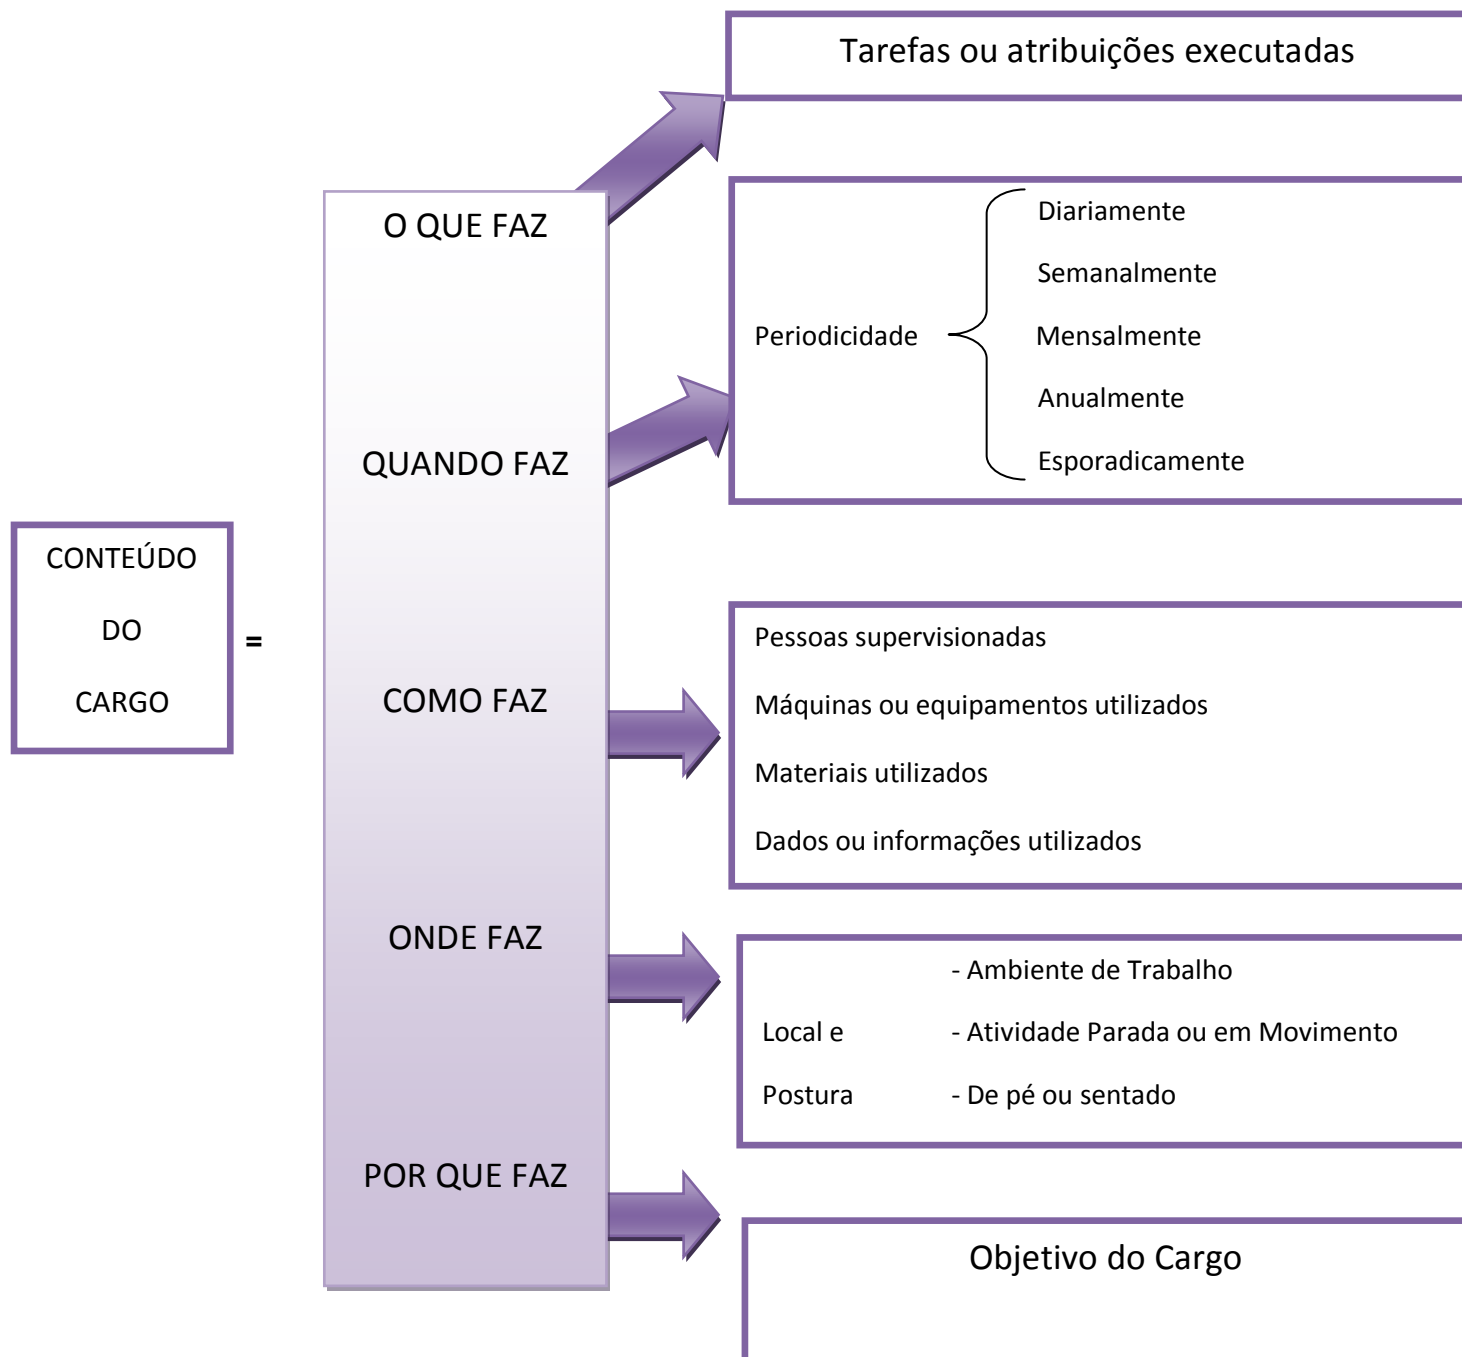 CONTEÚDO
DO
CARGO
=
O QUE FAZ
QUANDO FAZ
COMO FAZ
ONDE FAZ
POR QUE FAZ
Tarefas ou atribuições executadas
Periodicidade
Diariamente
Semanalmente
Mensalmente
Anualmente
Esporadicamente
Pessoas supervisionadas
Máquinas ou equipamentos utilizados
Materiais utilizados
Dados ou informações utilizados
- Ambiente de Trabalho
Local e - Atividade Parada ou em Movimento
Postura - De pé ou sentado
Objetivo do Cargo